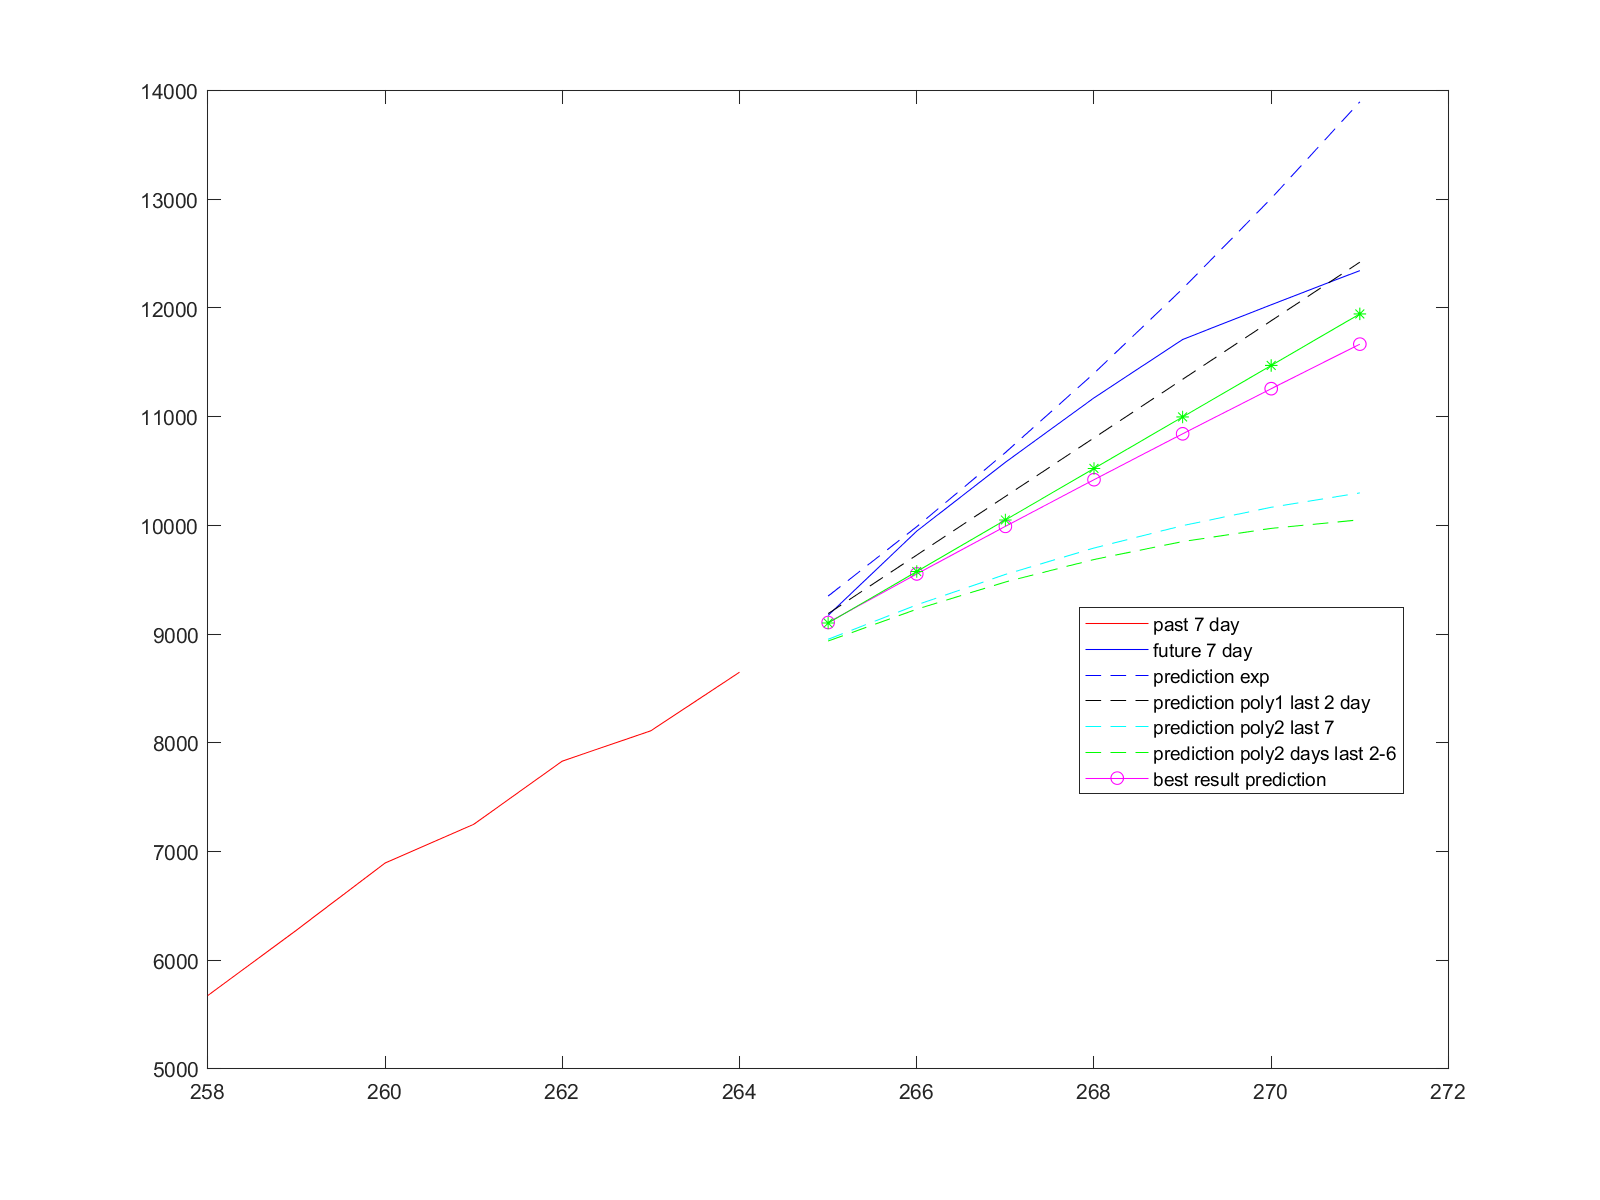 14000
13000
12000
11000
10000
9000
8000
7000
6000
5000
258 260 262 264 266 268 270 272
past 7 day
future 7 day
prediction exp
prediction poly1 last 2 day
prediction poly2 last 7
prediction poly2 days last 2-6
best result prediction